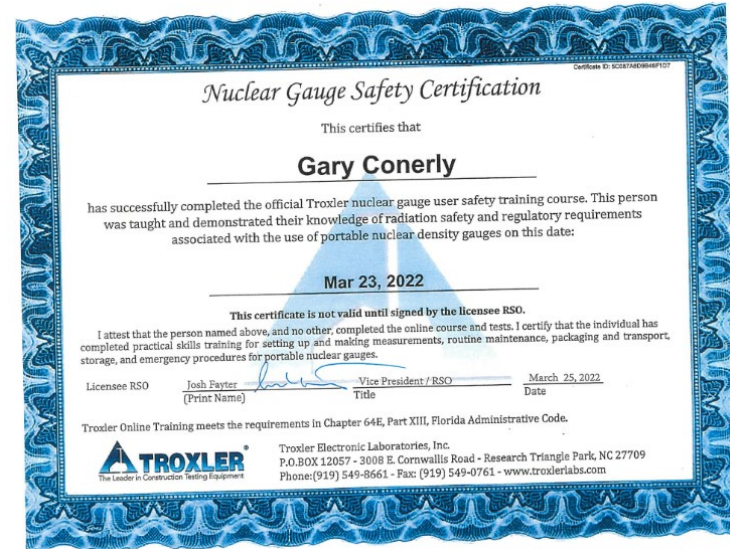 Nuclear Gauge Safety Certification
This certifies that
Gary Conerly
has successfully completed the official Troxler nuclear gauge user safety training course. This person
was taught and demonstrated their knowledge of radiation safety and regulatory requirements
associated with the use of portable nuclear density gauges on this date:
Mar 23, 2022
This certificate is not valid until signed by the licensee RSO.
I attest that the person named above, and no other, completed the online course and tests. I certify that the individual has
completed practical skills training for setting up and making measurements, routine maintenance, packaging and transport,
storage, and emergency procedures for portable nuclear gauges.
Licensee RSO Josh Fayter Vice President / RSO March 25, 2022
(Print Name) Title Date
Troxler Online Training meets the requirements in Chapter 64E, Part XIII, Florida Administrative Code.
TROXLER®
The Leader in Construction Testing Equipment
Troxler Electronic Laboratories, Inc.
P.O.BOX 12057 - 3008 E. Cornwallis Road - Research Triangle Park, NC 27709
Phone:(919) 549-8661 - Fax: (919) 549-0761 - www.troxlerlabs.com